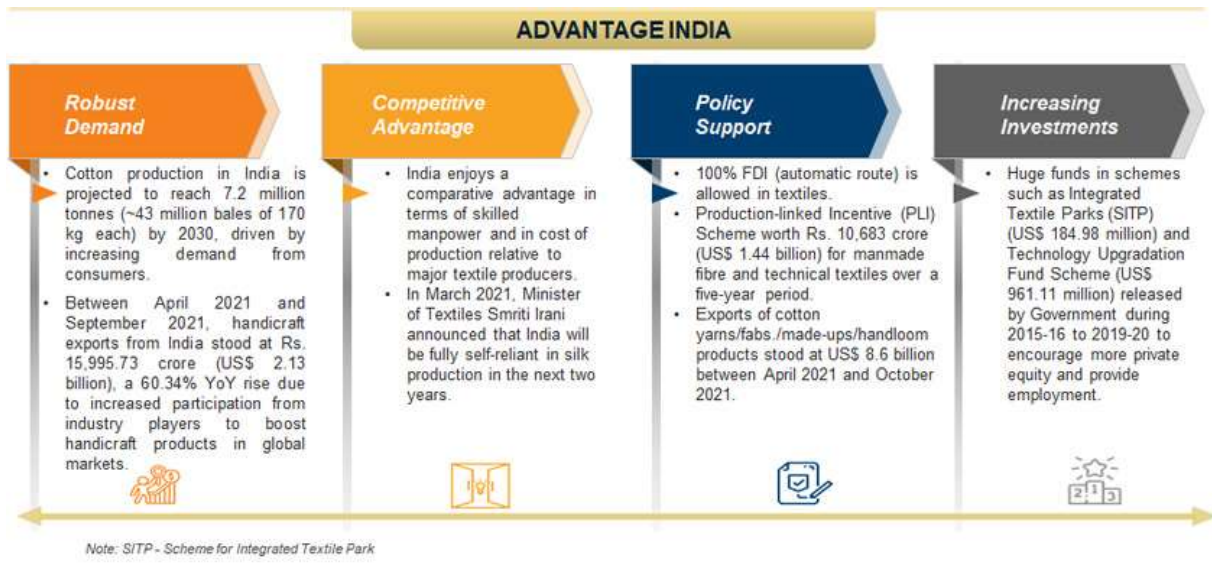 ADVANTAGE INDIA
Robust
Demand
• Cotton production in India is
projected to reach 7.2 million
tonnes (~43 million bales of 170
kg each) by 2030, driven by
increasing demand from
consumers.
• Between April 2021 and
September 2021, handicraft
exports from India stood at Rs.
15,995.73 crore (US$ 2.13
billion), a 60.34% YoY rise due
to increased participation from
industry players to boost
handicraft products in global
markets.
Competitive
Advantage
• India enjoys a
comparative advantage in
terms of skilled
manpower and in cost of
production relative to
major textile producers.
• In March 2021, Minister
of Textiles Smriti Irani
announced that India will
be fully self-reliant in silk
production in the next two
years.
Policy
Support
• 100% FDI (automatic route) is
allowed in textiles.
• Production-linked Incentive (PLI)
Scheme worth Rs. 10,683 crore
(US$ 1.44 billion) for manmade
fibre and technical textiles over a
five-year period.
• Exports of cotton
yarns/fabs./made-ups/handloom
products stood at US$ 8.6 billion
between April 2021 and October
2021.
Increasing
Investments
• Huge funds in schemes
such as Integrated
Textile Parks (SITP)
(US$ 184.98 million) and
Technology Upgradation
Fund Scheme (US$
961.11 million) released
by Government during
2015-16 to 2019-20 to
encourage more private
equity and provide
employment.
2 1 3
Note: SITP - Scheme for Integrated Textile Park